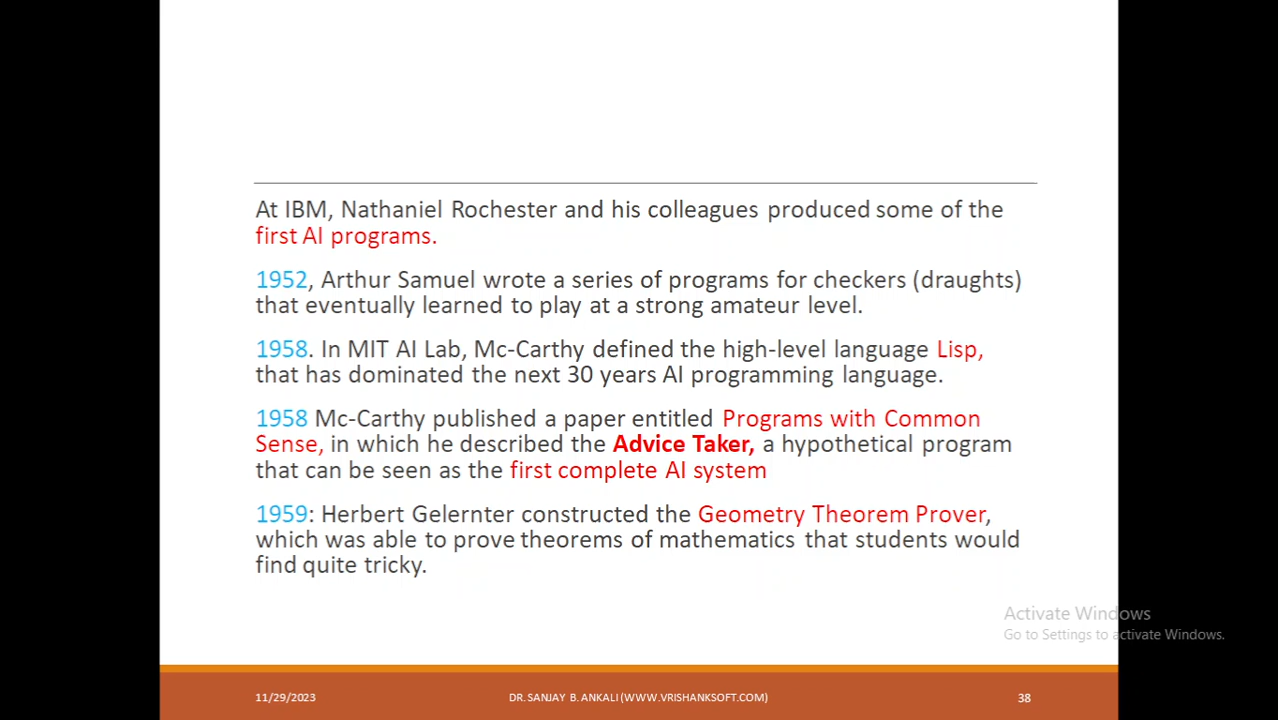 At IBM, Nathaniel Rochester and his colleagues produced some of the
first AI programs.
1952, Arthur Samuel wrote a series of programs for checkers (draughts)
that eventually learned to play at a strong amateur level.
1958. In MIT AI Lab, Mc-Carthy defined the high-level language Lisp,
that has dominated the next 30 years AI programming language.
1958 Mc-Carthy published a paper entitled Programs with Common
Sense, in which he described the Advice Taker, a hypothetical program
that can be seen as the first complete AI system
1959: Herbert Gelernter constructed the Geometry Theorem Prover,
which was able to prove theorems of mathematics that students would
find quite tricky.
Activate Windows
Go to Settings to activate Windows.
11/29/2023 DR. SANJAY B. ANKALI (WWW.VRISHANKSOFT.COM) 38